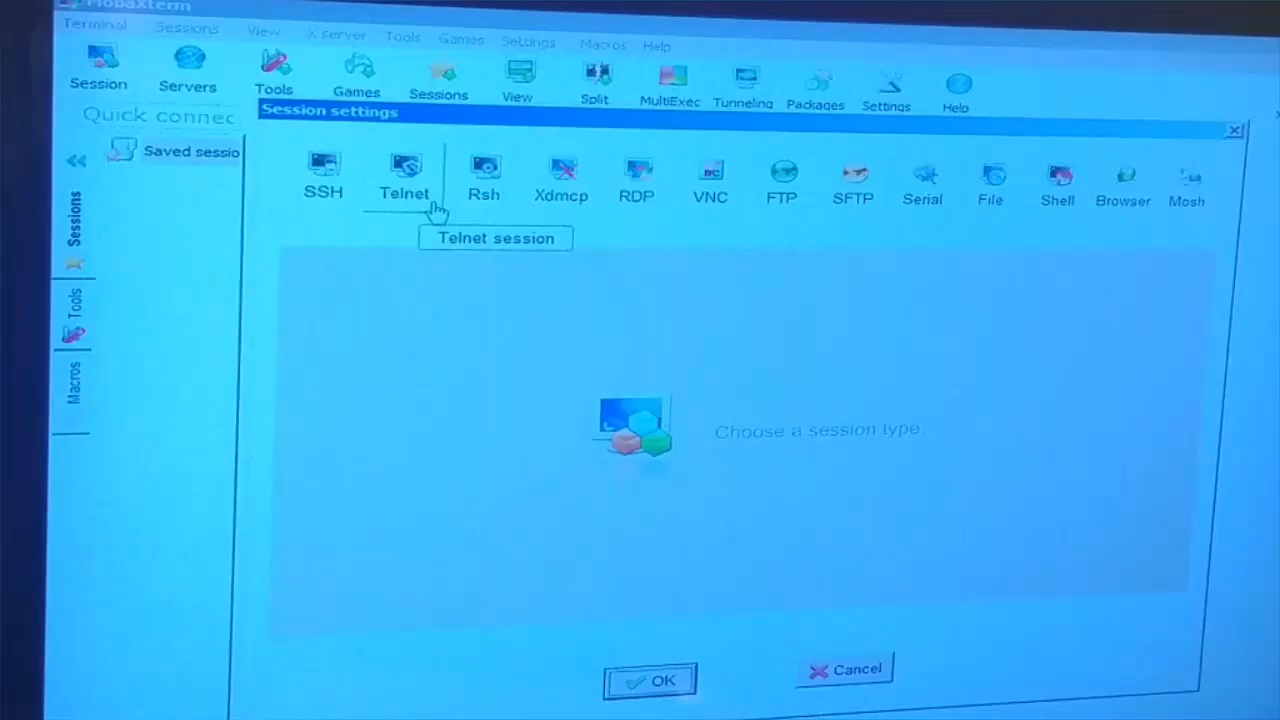 MobaXterm
Terminal Sessions View X server Tools Games Settings Macros Help
Session Servers Tools Games Sessions View Split MultiExec Tunneling Packages Settings Help
Quick connec
Session settings
Saved sessio
SSH Telnet Rsh Xdmcp RDP VNC FTP SFTP Serial File Shell Browser Mosh
Telnet session
Sessions
Tools
Macros
Choose a session type.
OK Cancel